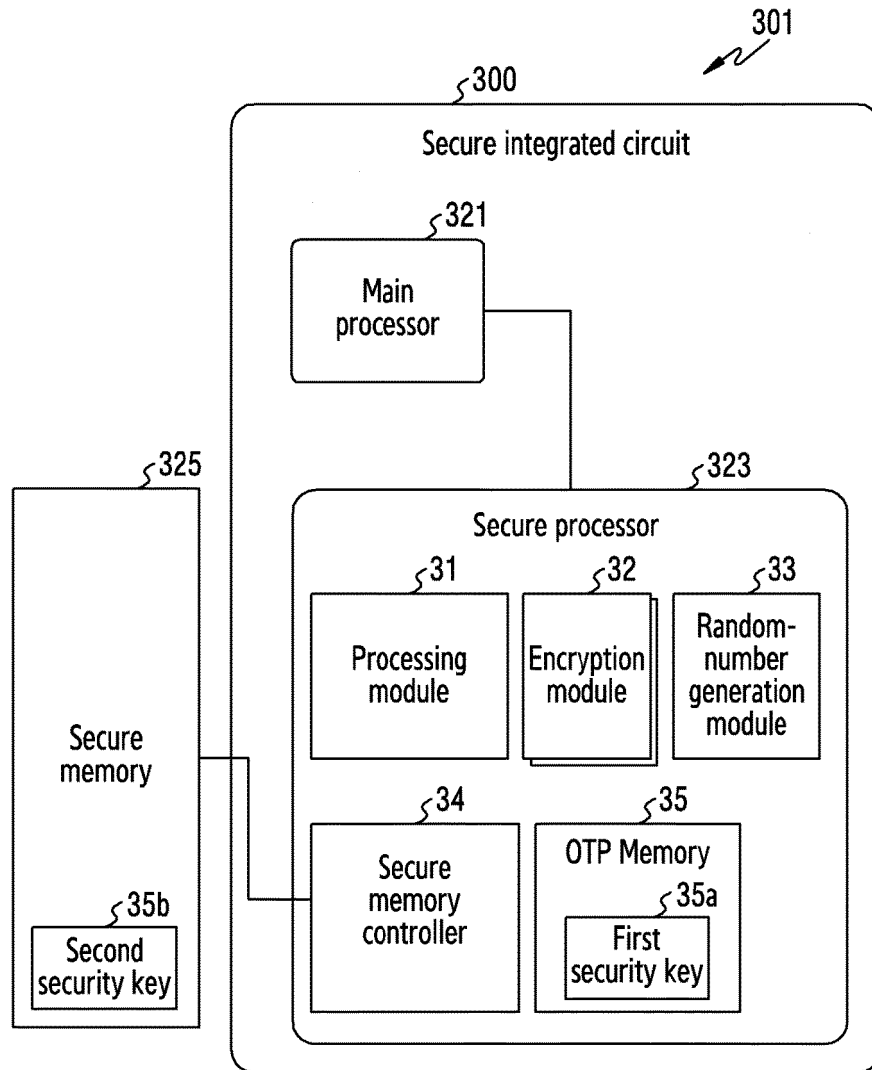 301
300
Secure integrated circuit
321
Main
processor
325
323
Secure processor
31
32
33
Processing
module
Encryption
module
Random-
number
generation
module
Secure
memory
34
35
Secure
memory
controller
OTP Memory
35a
First
security key
35b
Second
security key